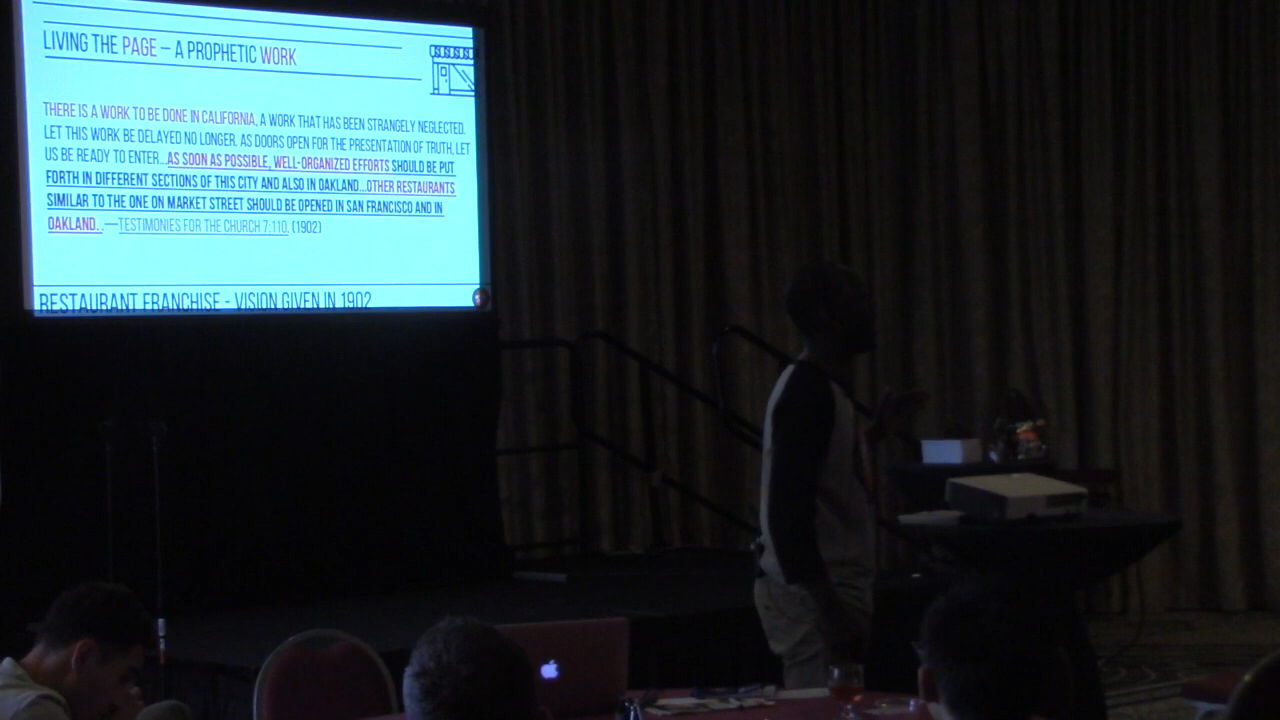 LIVING THE PAGE – A PROPHETIC WORK
THERE IS A WORK TO BE DONE IN CALIFORNIA, A WORK THAT HAS BEEN STRANGELY NEGLECTED.
LET THIS WORK BE DELAYED NO LONGER. AS DOORS OPEN FOR THE PRESENTATION OF TRUTH, LET
US BE READY TO ENTER...AS SOON AS POSSIBLE, WELL-ORGANIZED EFFORTS SHOULD BE PUT
FORTH IN DIFFERENT SECTIONS OF THIS CITY AND ALSO IN OAKLAND...OTHER RESTAURANTS
SIMILAR TO THE ONE ON MARKET STREET SHOULD BE OPENED IN SAN FRANCISCO AND IN
OAKLAND. .—TESTIMONIES FOR THE CHURCH 7:110. (1902)
RESTAURANT FRANCHISE - VISION GIVEN IN 1902